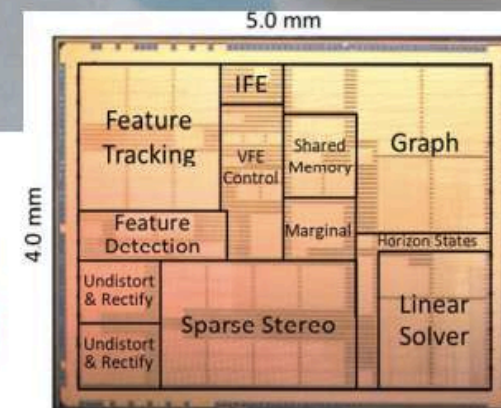 5.0 mm
4.0 mm
IFE
Feature
Tracking
VFE
Control
Shared
Memory
Graph
Feature
Detection
Marginal
Horizon States
Undistort
& Rectify
Sparse Stereo
Linear
Solver
Undistort
& Rectify